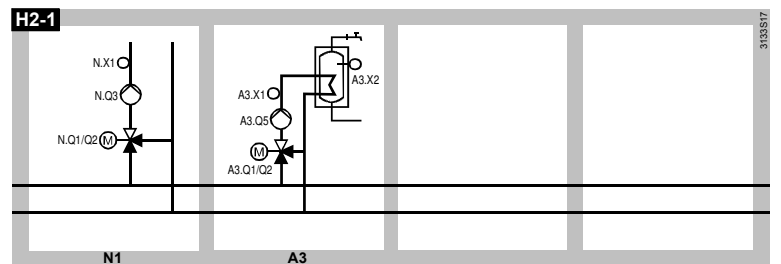 H2-1
3133S17
N.X1
N.Q3
N.Q1/Q2
M
A3.X1
A3.X2
A3.Q5
M
A3.Q1/Q2
N1
A3